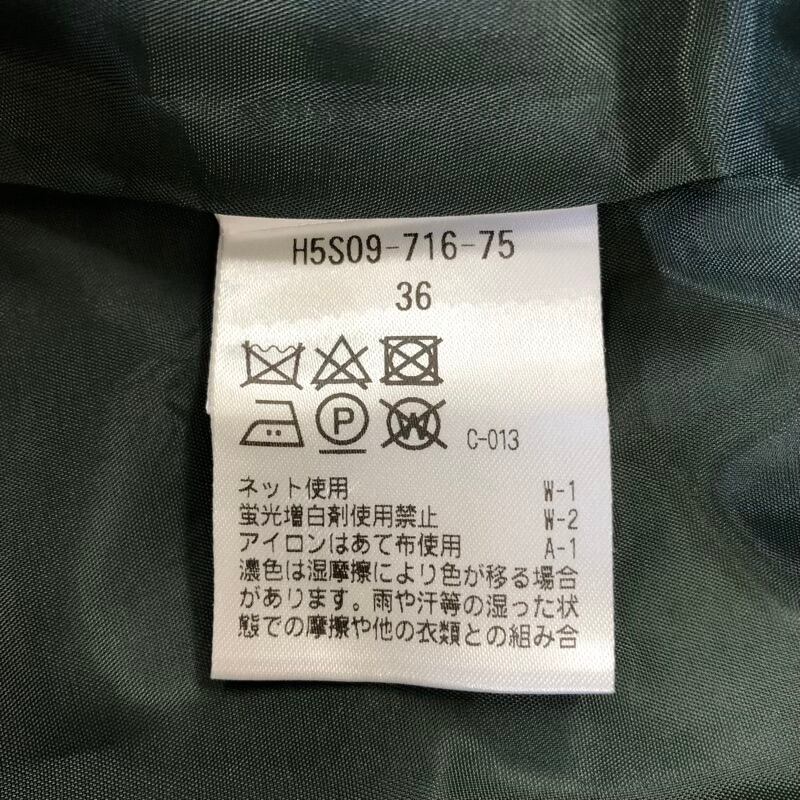 H5S09-716-75
36
P W C-013
ネット使用 W-1
蛍光増白剤使用禁止 W-2
アイロンはあて布使用 A-1
濃色は湿摩擦により色が移る場合
があります。雨や汗等の湿った状
態での摩擦や他の衣類との組み合